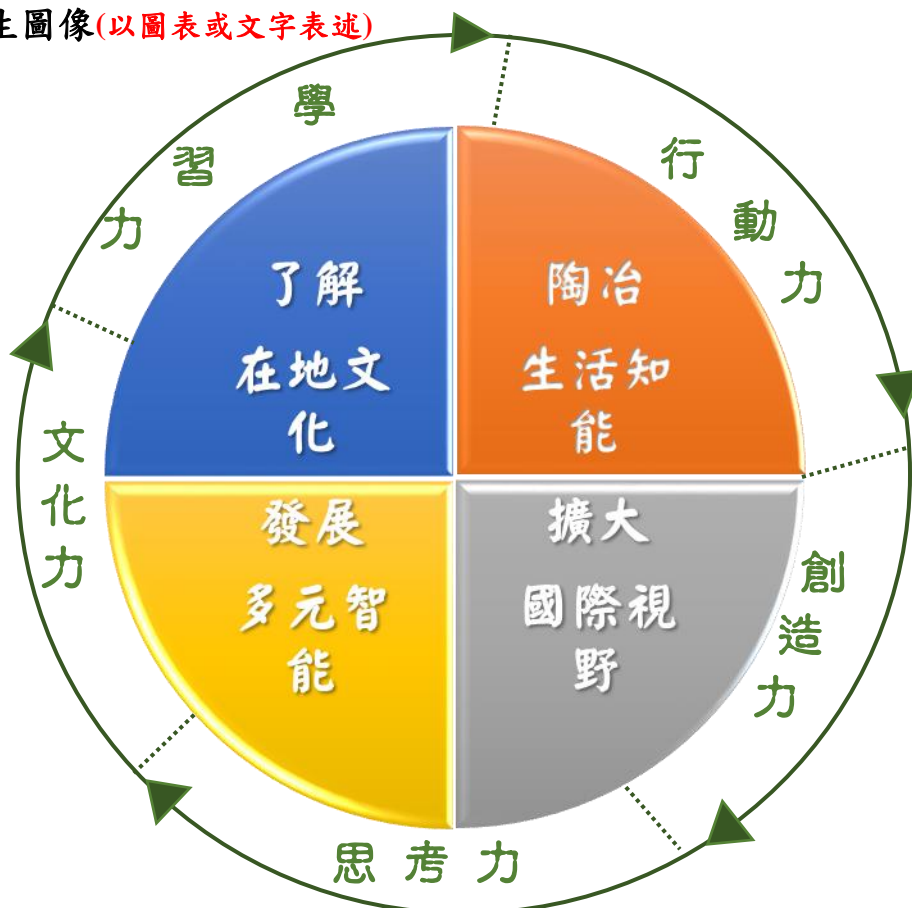 生圖像(以圖表或文字表述)
學習力
行動力
創造力
思考力
文化力
了解
在地文
化
陶冶
生活知
能
發展
多元智
能
擴大
國際視
野